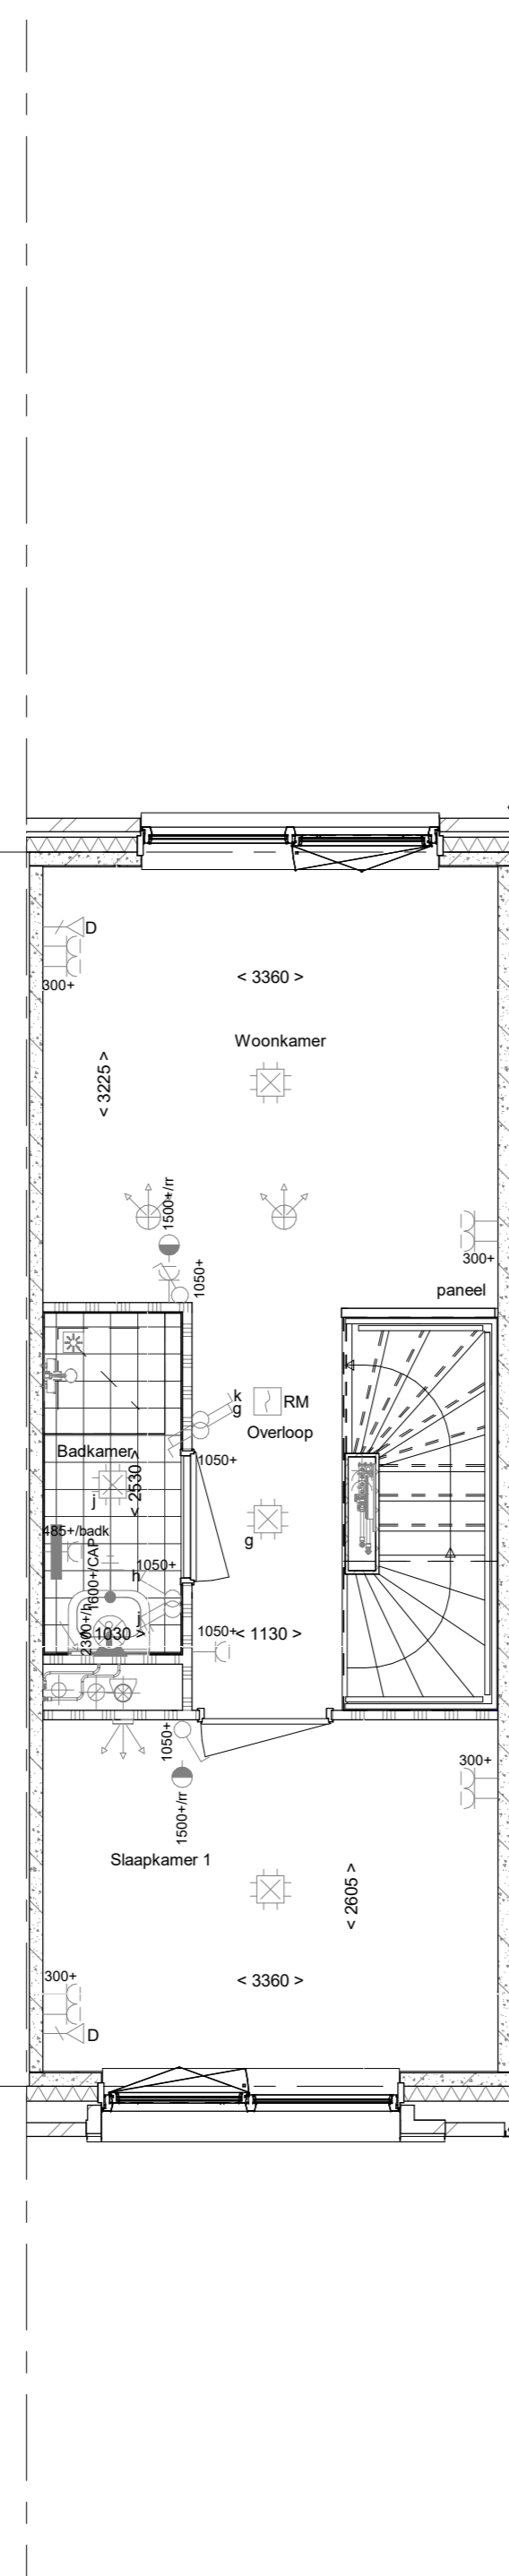 D
300+
< 3360 >
Woonkamer
< 3225 >
1500+/rr
1050+
300+
paneel
k
g
RM
Overloop
Badkamer
1050+
< 2530 >
j
g
485+/badk
1600+/CAP
1050+
h
j
2300+/h
< 1030 >
1050+
< 1130 >
1050+
300+
1500+/rr
Slaapkamer 1
< 2605 >
300+
< 3360 >
D